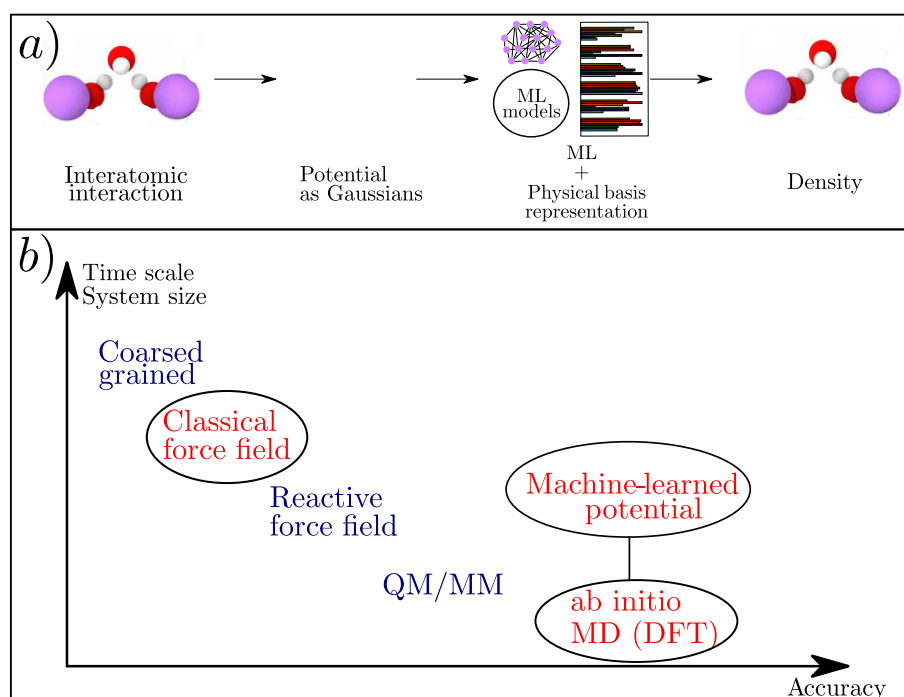 a)
ML
models
Interatomic
interaction
Potential
as Gaussians
ML
+
Physical basis
representation
Density
b)
Time scale
System size
Coarsed
grained
Classical
force field
Reactive
force field
Machine-learned
potential
QM/MM
ab initio
MD (DFT)
Accuracy